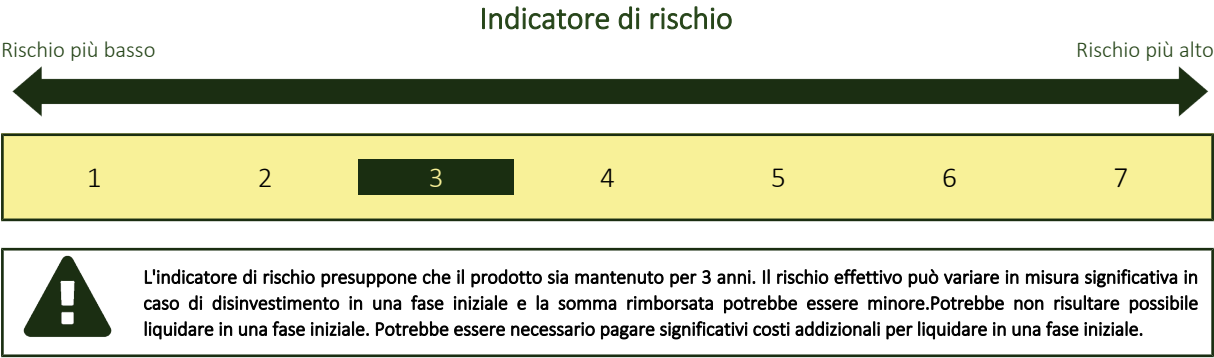 Indicatore di rischio
Rischio più basso
Rischio più alto
1 2 3 4 5 6 7
L'indicatore di rischio presuppone che il prodotto sia mantenuto per 3 anni. Il rischio effettivo può variare in misura significativa in
caso di disinvestimento in una fase iniziale e la somma rimborsata potrebbe essere minore.Potrebbe non risultare possibile
liquidare in una fase iniziale. Potrebbe essere necessario pagare significativi costi addizionali per liquidare in una fase iniziale.